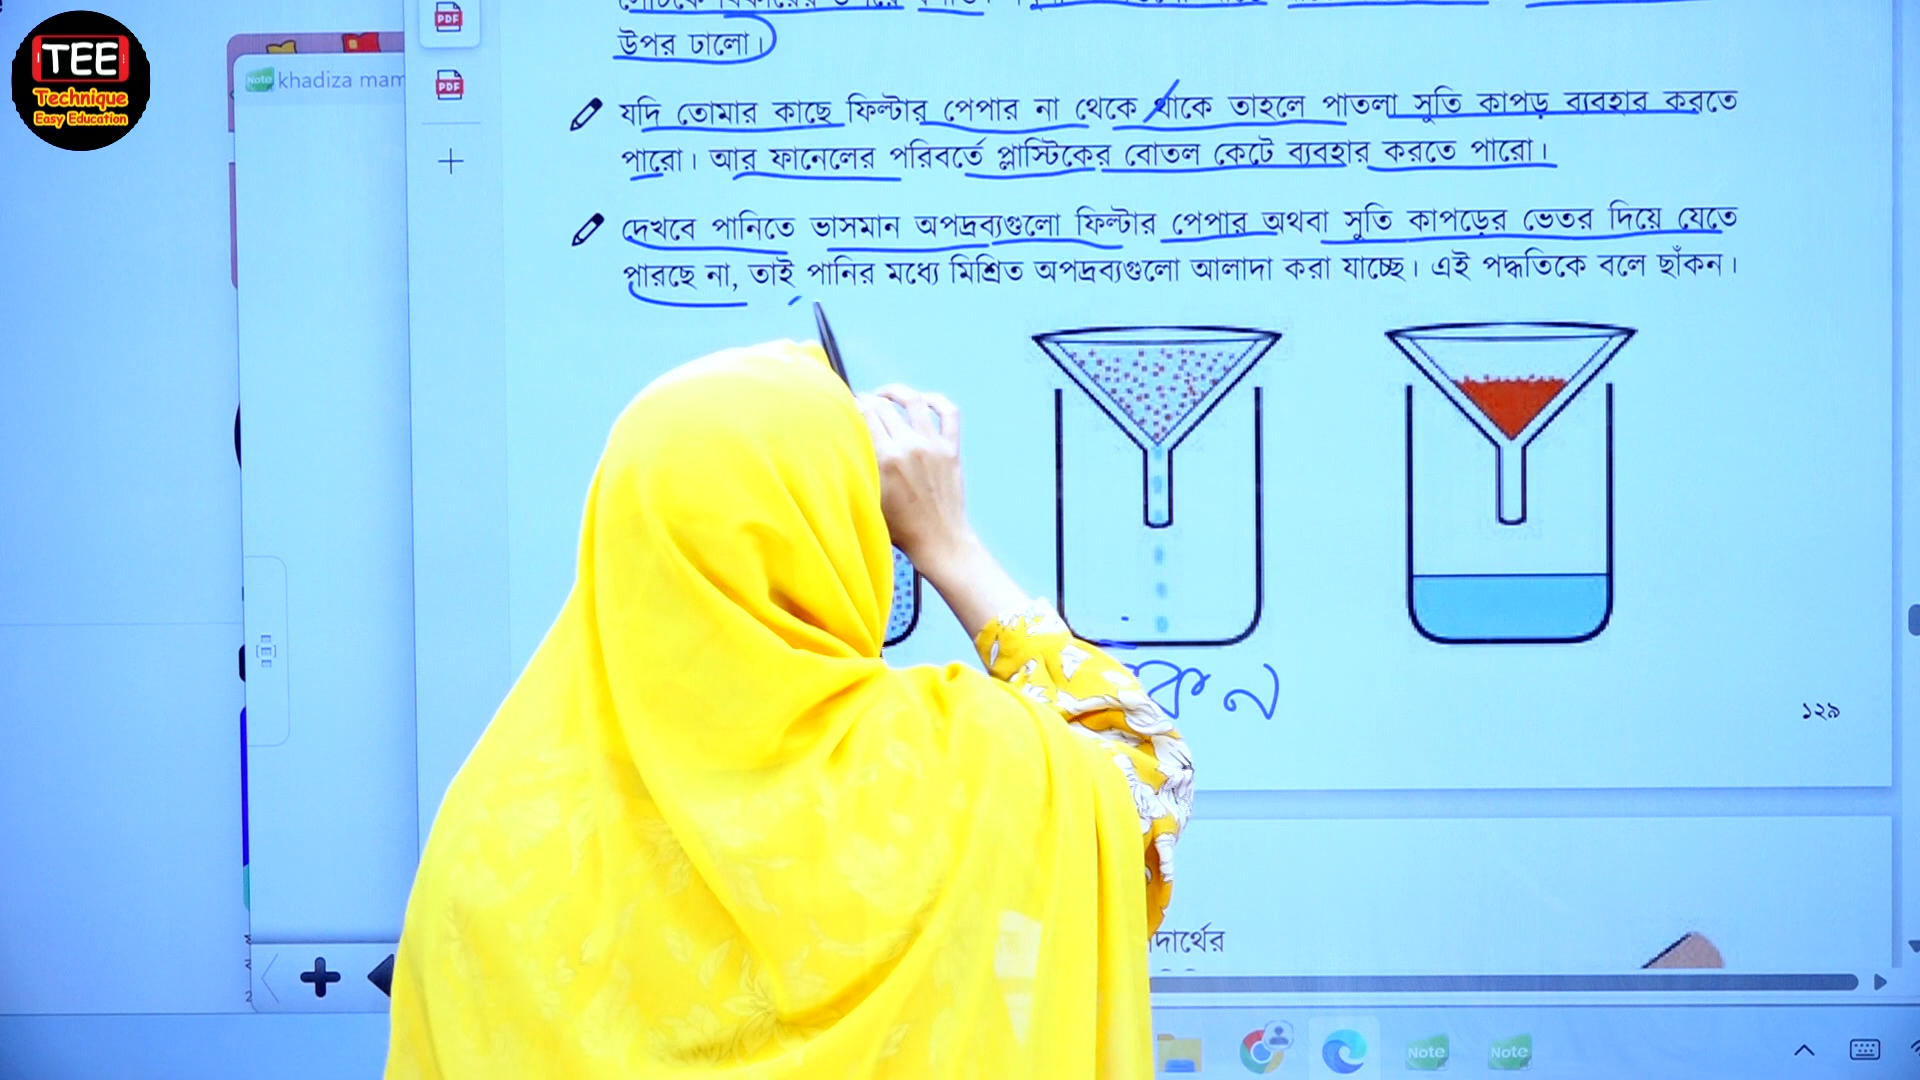 TEE
Technique
Easy Education
PDF
Note khadiza mam
PDF
উপর ঢালো।
যদি তোমার কাছে ফিল্টার পেপার না থেকে থাকে তাহলে পাতলা সুতি কাপড় ব্যবহার করতে
পারো। আর ফানেলের পরিবর্তে প্লাস্টিকের বোতল কেটে ব্যবহার করতে পারো।
দেখবে পানিতে ভাসমান অপদ্রব্যগুলো ফিল্টার পেপার অথবা সুতি কাপড়ের ভেতর দিয়ে যেতে
পারছে না, তাই পানির মধ্যে মিশ্রিত অপদ্রব্যগুলো আলাদা করা যাচ্ছে। এই পদ্ধতিকে বলে ছাঁকন।
কন
১২৯
দার্থের
Note
Note